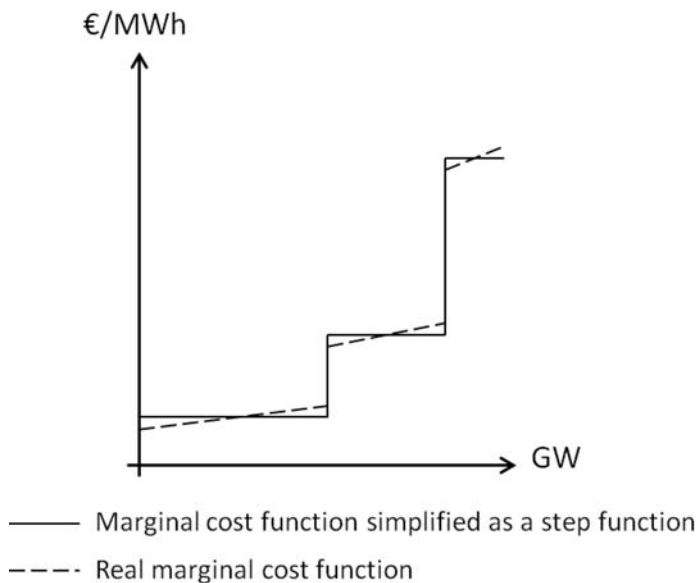 €/MWh
GW
Marginal cost function simplified as a step function
Real marginal cost function